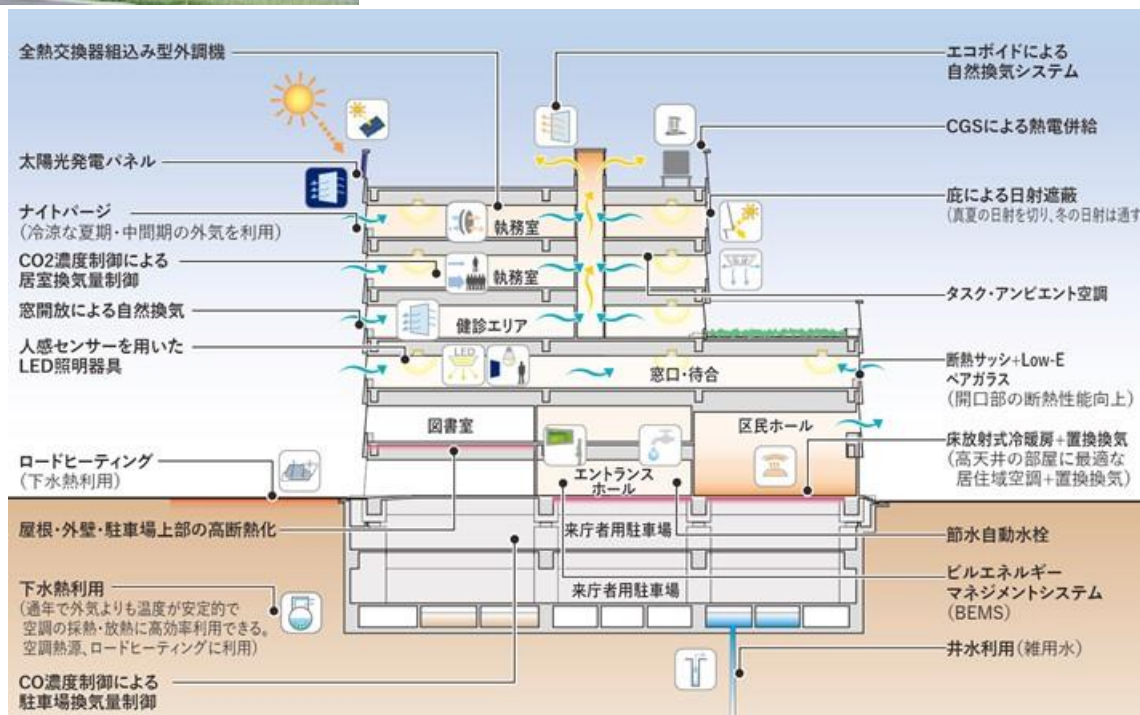 全熱交換器組込み型外調機
太陽光発電パネル
ナイトパージ
(冷涼な夏期・中間期の外気を利用)
CO2濃度制御による
居室換気量制御
窓開放による自然換気
人感センサーを用いた
LED照明器具
ロードヒーティング
(下水熱利用)
屋根・外壁・駐車場上部の高断熱化
下水熱利用
(通年で外気よりも温度が安定的で
空調の採熱・放熱に高効率利用できる。
空調熱源、ロードヒーティングに利用)
CO濃度制御による
駐車場換気量制御
執務室
執務室
健診エリア
LED
窓口・待合
図書室
区民ホール
エントランス
ホール
来庁者用駐車場
来庁者用駐車場
エコボイドによる
自然換気システム
CGSによる熱電併給
庇による日射遮蔽
(真夏の日射を切り、冬の日射は通す
タスク・アンビエント空調
断熱サッシ+Low-E
ペアガラス
(開口部の断熱性能向上)
床放射式冷暖房+置換換気
(高天井の部屋に最適な
居住域空調+置換換気)
節水自動水栓
ビルエネルギー
マネジメントシステム
(BEMS)
井水利用(雑用水)